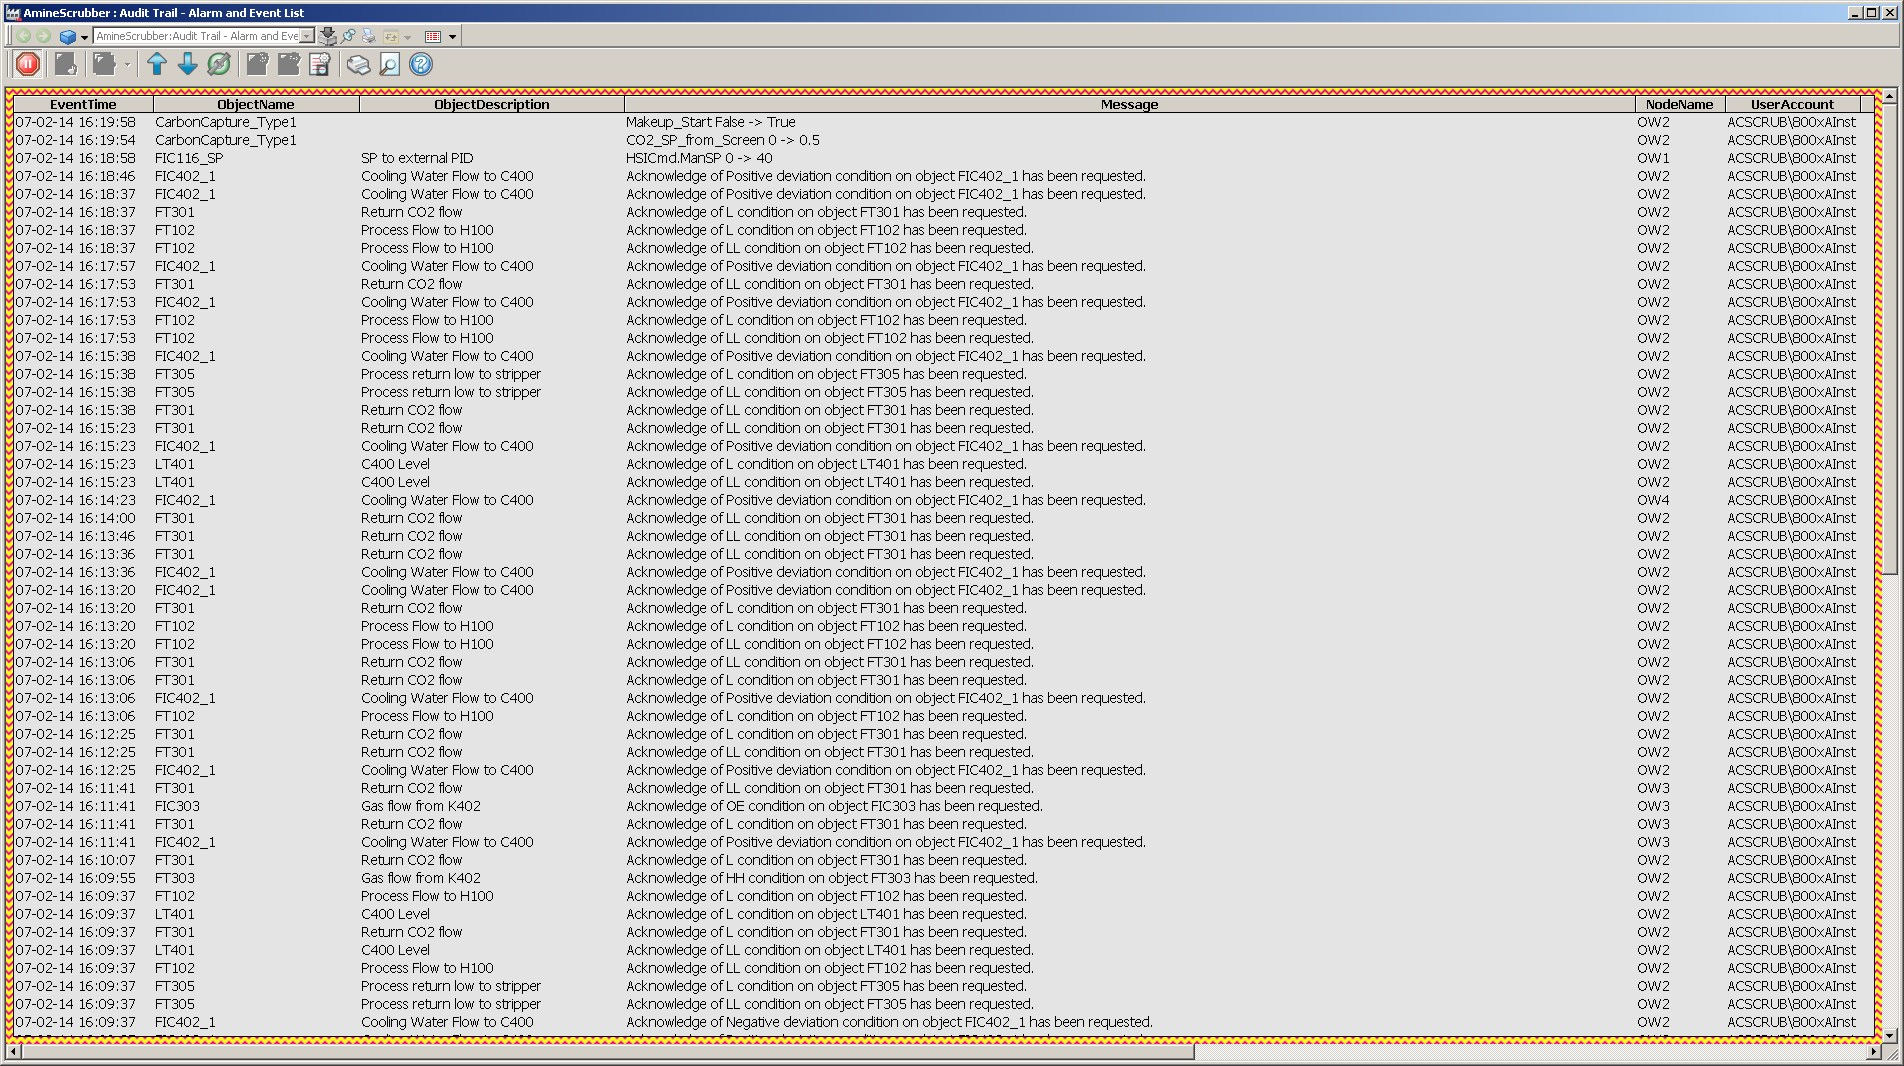 AmineScrubber : Audit Trail - Alarm and Event List
AmineScrubber:Audit Trail - Alarm and Eve
EventTime ObjectName ObjectDescription Message NodeName UserAccount
07-02-14 16:19:58 CarbonCapture_Type1 Makeup_Start False -> True OW2 ACSCRUB\800xAInst
07-02-14 16:19:54 CarbonCapture_Type1 CO2_SP_from_Screen 0 -> 0.5 OW2 ACSCRUB\800xAInst
07-02-14 16:18:58 FIC116_SP SP to external PID HSICmd.ManSP 0 -> 40 OW1 ACSCRUB\800xAInst
07-02-14 16:18:46 FIC402_1 Cooling Water Flow to C400 Acknowledge of Positive deviation condition on object FIC402_1 has been requested. OW2 ACSCRUB\800xAInst
07-02-14 16:18:37 FIC402_1 Cooling Water Flow to C400 Acknowledge of Positive deviation condition on object FIC402_1 has been requested. OW2 ACSCRUB\800xAInst
07-02-14 16:18:37 FT301 Return CO2 flow Acknowledge of L condition on object FT301 has been requested. OW2 ACSCRUB\800xAInst
07-02-14 16:18:37 FT102 Process Flow to H100 Acknowledge of L condition on object FT102 has been requested. OW2 ACSCRUB\800xAInst
07-02-14 16:18:37 FT102 Process Flow to H100 Acknowledge of LL condition on object FT102 has been requested. OW2 ACSCRUB\800xAInst
07-02-14 16:17:57 FIC402_1 Cooling Water Flow to C400 Acknowledge of Positive deviation condition on object FIC402_1 has been requested. OW2 ACSCRUB\800xAInst
07-02-14 16:17:53 FT301 Return CO2 flow Acknowledge of LL condition on object FT301 has been requested. OW2 ACSCRUB\800xAInst
07-02-14 16:17:53 FIC402_1 Cooling Water Flow to C400 Acknowledge of Positive deviation condition on object FIC402_1 has been requested. OW2 ACSCRUB\800xAInst
07-02-14 16:17:53 FT102 Process Flow to H100 Acknowledge of L condition on object FT102 has been requested. OW2 ACSCRUB\800xAInst
07-02-14 16:17:53 FT102 Process Flow to H100 Acknowledge of LL condition on object FT102 has been requested. OW2 ACSCRUB\800xAInst
07-02-14 16:15:38 FIC402_1 Cooling Water Flow to C400 Acknowledge of Positive deviation condition on object FIC402_1 has been requested. OW2 ACSCRUB\800xAInst
07-02-14 16:15:38 FT305 Process return low to stripper Acknowledge of L condition on object FT305 has been requested. OW2 ACSCRUB\800xAInst
07-02-14 16:15:38 FT305 Process return low to stripper Acknowledge of LL condition on object FT305 has been requested. OW2 ACSCRUB\800xAInst
07-02-14 16:15:38 FT301 Return CO2 flow Acknowledge of LL condition on object FT301 has been requested. OW2 ACSCRUB\800xAInst
07-02-14 16:15:23 FT301 Return CO2 flow Acknowledge of LL condition on object FT301 has been requested. OW2 ACSCRUB\800xAInst
07-02-14 16:15:23 FIC402_1 Cooling Water Flow to C400 Acknowledge of Positive deviation condition on object FIC402_1 has been requested. OW2 ACSCRUB\800xAInst
07-02-14 16:15:23 LT401 C400 Level Acknowledge of L condition on object LT401 has been requested. OW2 ACSCRUB\800xAInst
07-02-14 16:15:23 LT401 C400 Level Acknowledge of LL condition on object LT401 has been requested. OW2 ACSCRUB\800xAInst
07-02-14 16:14:23 FIC402_1 Cooling Water Flow to C400 Acknowledge of Positive deviation condition on object FIC402_1 has been requested. OW4 ACSCRUB\800xAInst
07-02-14 16:14:00 FT301 Return CO2 flow Acknowledge of LL condition on object FT301 has been requested. OW2 ACSCRUB\800xAInst
07-02-14 16:13:46 FT301 Return CO2 flow Acknowledge of LL condition on object FT301 has been requested. OW2 ACSCRUB\800xAInst
07-02-14 16:13:36 FT301 Return CO2 flow Acknowledge of LL condition on object FT301 has been requested. OW2 ACSCRUB\800xAInst
07-02-14 16:13:36 FIC402_1 Cooling Water Flow to C400 Acknowledge of Positive deviation condition on object FIC402_1 has been requested. OW2 ACSCRUB\800xAInst
07-02-14 16:13:20 FIC402_1 Cooling Water Flow to C400 Acknowledge of Positive deviation condition on object FIC402_1 has been requested. OW2 ACSCRUB\800xAInst
07-02-14 16:13:20 FT301 Return CO2 flow Acknowledge of L condition on object FT301 has been requested. OW2 ACSCRUB\800xAInst
07-02-14 16:13:20 FT102 Process Flow to H100 Acknowledge of L condition on object FT102 has been requested. OW2 ACSCRUB\800xAInst
07-02-14 16:13:20 FT102 Process Flow to H100 Acknowledge of LL condition on object FT102 has been requested. OW2 ACSCRUB\800xAInst
07-02-14 16:13:06 FT301 Return CO2 flow Acknowledge of LL condition on object FT301 has been requested. OW2 ACSCRUB\800xAInst
07-02-14 16:13:06 FT301 Return CO2 flow Acknowledge of L condition on object FT301 has been requested. OW2 ACSCRUB\800xAInst
07-02-14 16:13:06 FIC402_1 Cooling Water Flow to C400 Acknowledge of Positive deviation condition on object FIC402_1 has been requested. OW2 ACSCRUB\800xAInst
07-02-14 16:13:06 FT102 Process Flow to H100 Acknowledge of L condition on object FT102 has been requested. OW2 ACSCRUB\800xAInst
07-02-14 16:12:25 FT301 Return CO2 flow Acknowledge of L condition on object FT301 has been requested. OW2 ACSCRUB\800xAInst
07-02-14 16:12:25 FT301 Return CO2 flow Acknowledge of LL condition on object FT301 has been requested. OW2 ACSCRUB\800xAInst
07-02-14 16:12:25 FIC402_1 Cooling Water Flow to C400 Acknowledge of Positive deviation condition on object FIC402_1 has been requested. OW2 ACSCRUB\800xAInst
07-02-14 16:11:41 FT301 Return CO2 flow Acknowledge of LL condition on object FT301 has been requested. OW3 ACSCRUB\800xAInst
07-02-14 16:11:41 FIC303 Gas flow from K402 Acknowledge of OE condition on object FIC303 has been requested. OW3 ACSCRUB\800xAInst
07-02-14 16:11:41 FT301 Return CO2 flow Acknowledge of L condition on object FT301 has been requested. OW3 ACSCRUB\800xAInst
07-02-14 16:11:41 FIC402_1 Cooling Water Flow to C400 Acknowledge of Positive deviation condition on object FIC402_1 has been requested. OW3 ACSCRUB\800xAInst
07-02-14 16:10:07 FT301 Return CO2 flow Acknowledge of L condition on object FT301 has been requested. OW2 ACSCRUB\800xAInst
07-02-14 16:09:55 FT303 Gas flow from K402 Acknowledge of HH condition on object FT303 has been requested. OW2 ACSCRUB\800xAInst
07-02-14 16:09:37 FT102 Process Flow to H100 Acknowledge of L condition on object FT102 has been requested. OW2 ACSCRUB\800xAInst
07-02-14 16:09:37 LT401 C400 Level Acknowledge of L condition on object LT401 has been requested. OW2 ACSCRUB\800xAInst
07-02-14 16:09:37 FT301 Return CO2 flow Acknowledge of L condition on object FT301 has been requested. OW2 ACSCRUB\800xAInst
07-02-14 16:09:37 LT401 C400 Level Acknowledge of LL condition on object LT401 has been requested. OW2 ACSCRUB\800xAInst
07-02-14 16:09:37 FT102 Process Flow to H100 Acknowledge of LL condition on object FT102 has been requested. OW2 ACSCRUB\800xAInst
07-02-14 16:09:37 FT305 Process return low to stripper Acknowledge of L condition on object FT305 has been requested. OW2 ACSCRUB\800xAInst
07-02-14 16:09:37 FT305 Process return low to stripper Acknowledge of LL condition on object FT305 has been requested. OW2 ACSCRUB\800xAInst
07-02-14 16:09:37 FIC402_1 Cooling Water Flow to C400 Acknowledge of Negative deviation condition on object FIC402_1 has been requested. OW2 ACSCRUB\800xAInst